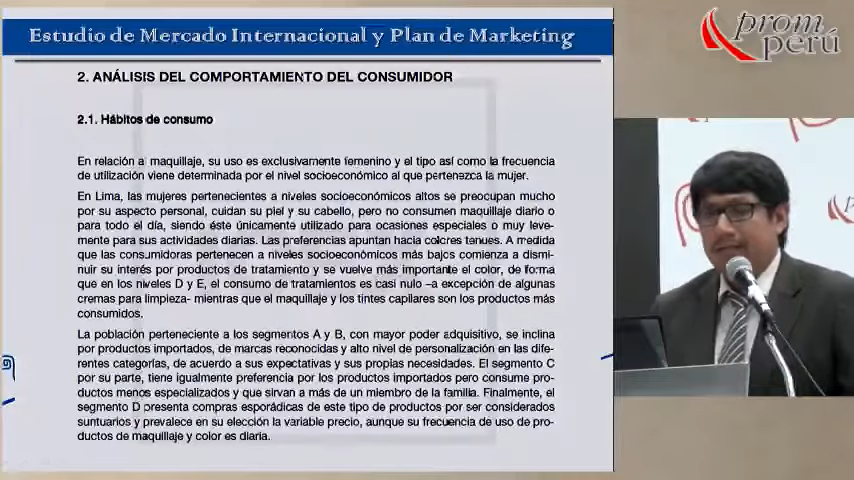 Estudio de Mercado Internacional y Plan de Marketing
prom
perú
2. ANÁLISIS DEL COMPORTAMIENTO DEL CONSUMIDOR
2.1. Hábitos de consumo
En relación al maquillaje, su uso es exclusivamente femenino y el tipo así como la frecuencia
de utilización viene determinada por el nivel socioeconómico al que pertenezca la mujer.
En Lima, las mujeres pertenecientes a niveles socioeconómicos altos se preocupan mucho
por su aspecto personal, cuidan su piel y su cabello, pero no consumen maquillaje diario o
para todo el día, siendo éste únicamente utilizado para ocasiones especiales o muy leve-
mente para sus actividades diarias. Las preferencias apuntan hacia colores tenues. A medida
que las consumidoras pertenecen a niveles socioeconómicos más bajos comienza a dismi-
nuir su interés por productos de tratamiento y se vuelve más importante el color, de forma
que en los niveles D y E, el consumo de tratamientos es casi nulo –a excepción de algunas
cremas para limpieza- mientras que el maquillaje y los tintes capilares son los productos más
consumidos.
La población perteneciente a los segmentos A y B, con mayor poder adquisitivo, se inclina
por productos importados, de marcas reconocidas y alto nivel de personalización en las dife-
rentes categorías, de acuerdo a sus expectativas y sus propias necesidades. El segmento C
por su parte, tiene igualmente preferencia por los productos importados pero consume pro-
ductos menos especializados y que sirvan a más de un miembro de la familia. Finalmente, el
segmento D presenta compras esporádicas de este tipo de productos por ser considerados
suntuarios y prevalece en su elección la variable precio, aunque su frecuencia de uso de pro-
ductos de maquillaje y color es diaria.